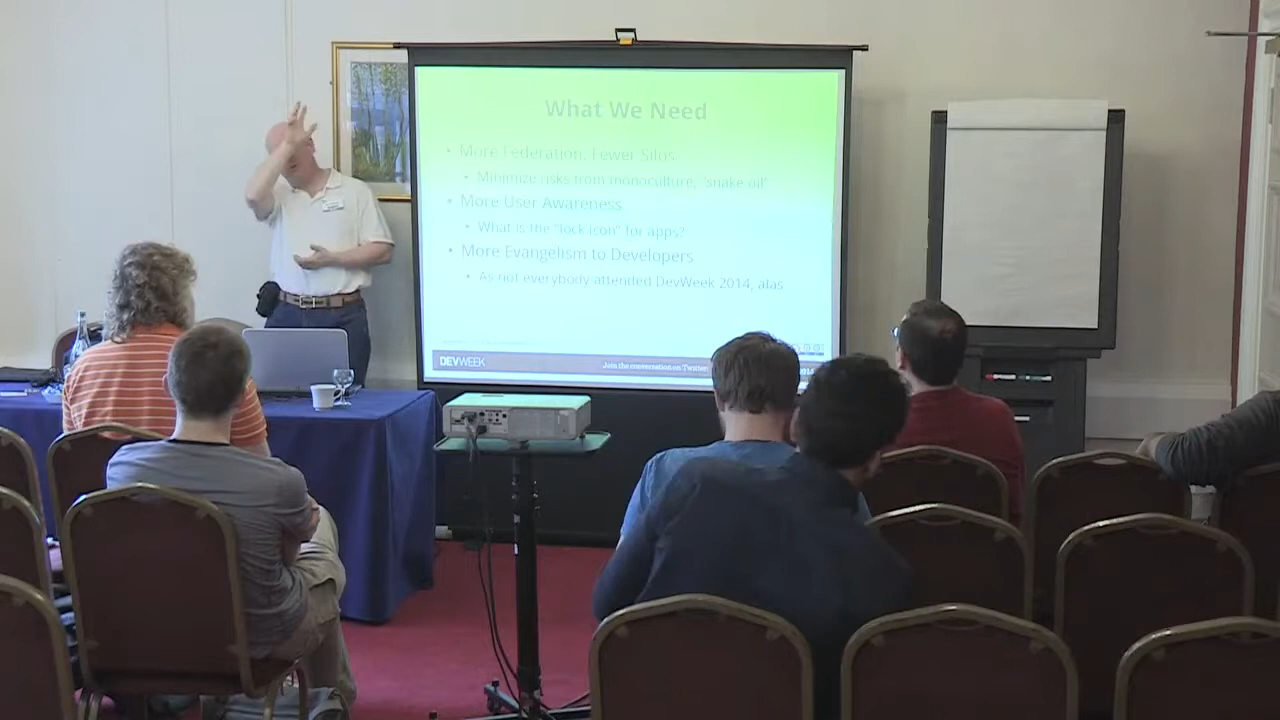 What We Need
• More Federation, Fewer Silos
• Minimize risks from monoculture, "snake oil"
• More User Awareness
• What is the "lock icon" for apps?
• More Evangelism to Developers
• As not everybody attended DevWeek 2014, alas
DEVWEEK
Join the conversation on Twitter